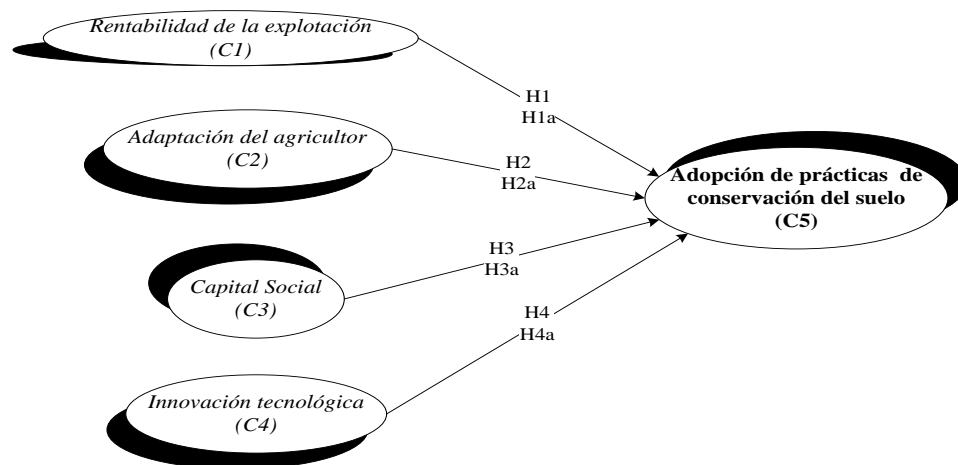 Rentabilidad de la explotación
(C1)
H1
H1a
Adaptación del agricultor
(C2)
H2
H2a
Adopción de prácticas de
conservación del suelo
(C5)
Capital Social
(C3)
H3
H3a
H4
H4a
Innovación tecnológica
(C4)